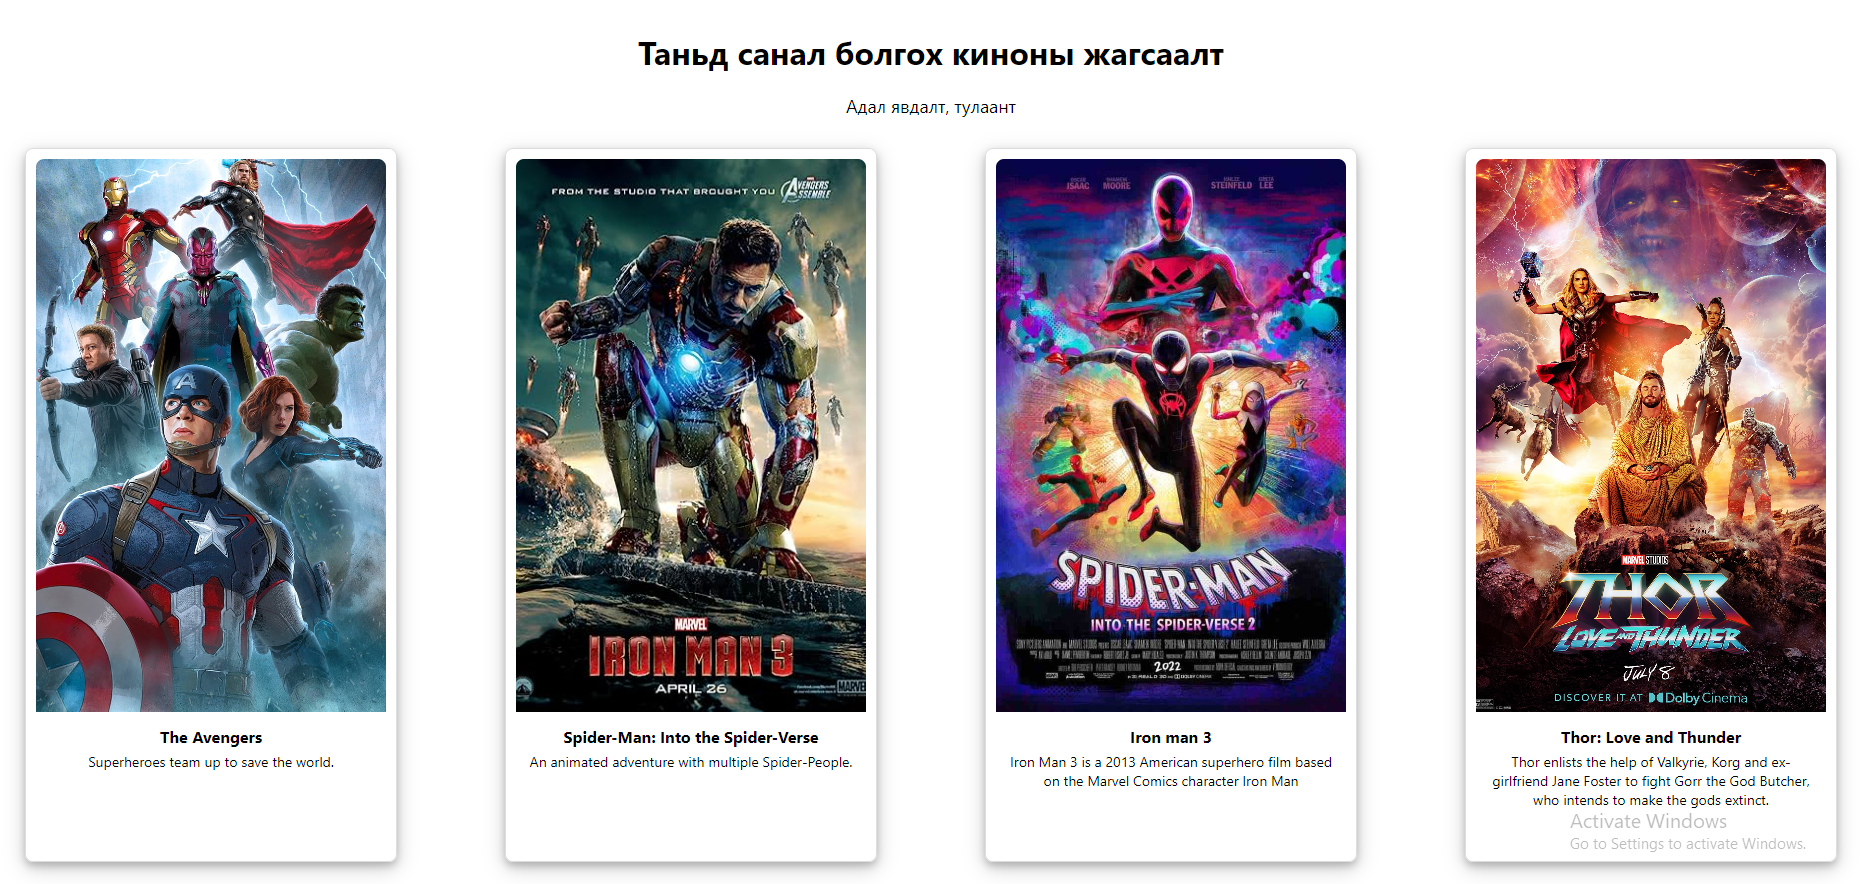 Таньд санал болгох киноны жагсаалт
Адал явдалт, тулаант
FROM THE STUDIO THAT BROUGHT YOU AVENGERS ASSEMBLE
MARVEL
IRON MAN 3
APRIL 26
ISAAC MOORE STEINFELD LEE
SPIDER-MAN
INTO THE SPIDER-VERSE 2
2022
MARVEL STUDIOS
THOR
LOVE AND THUNDER
JULY 8
DISCOVER IT AT Dolby Cinema
The Avengers
Superheroes team up to save the world.
Spider-Man: Into the Spider-Verse
An animated adventure with multiple Spider-People.
Iron man 3
Iron Man 3 is a 2013 American superhero film based
on the Marvel Comics character Iron Man
Thor: Love and Thunder
Thor enlists the help of Valkyrie, Korg and ex-
girlfriend Jane Foster to fight Gorr the God Butcher,
who intends to make the gods extinct.
Activate Windows
Go to Settings to activate Windows.